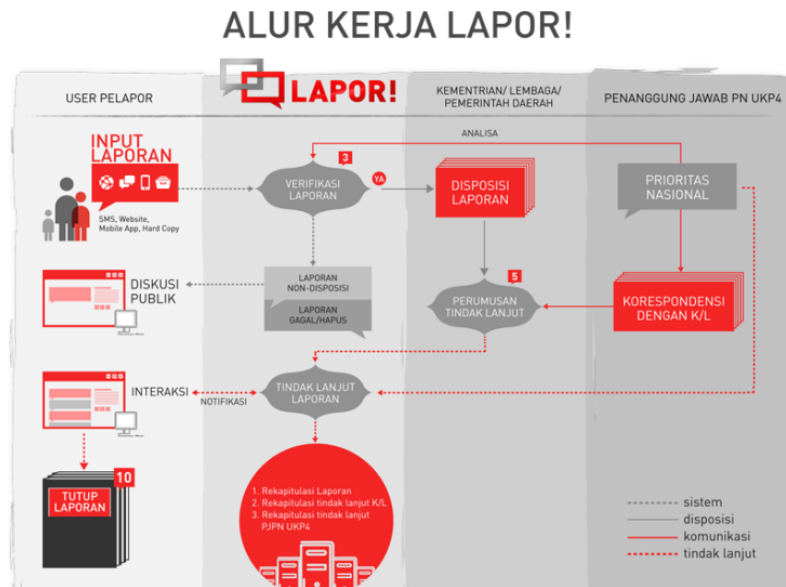 ALUR KERJA LAPOR!
USER PELAPOR
LAPOR!
KEMENTRIAN/ LEMBAGA/
PEMERINTAH DAERAH
PENANGGUNG JAWAB PN UKP4
INPUT
LAPORAN
SMS, Website,
Mobile App, Hard Copy
ANALISA
3
VERIFIKASI
LAPORAN
YA
DISPOSISI
LAPORAN
PRIORITAS
NASIONAL
DISKUSI
PUBLIK
LAPORAN
NON-DISPOSISI
LAPORAN
GAGAL/HAPUS
5
PERUMUSAN
TINDAK LANJUT
KORESPONDENSI
DENGAN K/L
INTERAKSI
NOTIFIKASI
TINDAK LANJUT
LAPORAN
10
TUTUP
LAPORAN
1. Rekapitulasi Laporan
2. Rekapitulasi tindak lanjut K/L
3. Rekapitulasi tindak lanjut
PJPN UKP4
sistem
disposisi
komunikasi
tindak lanjut